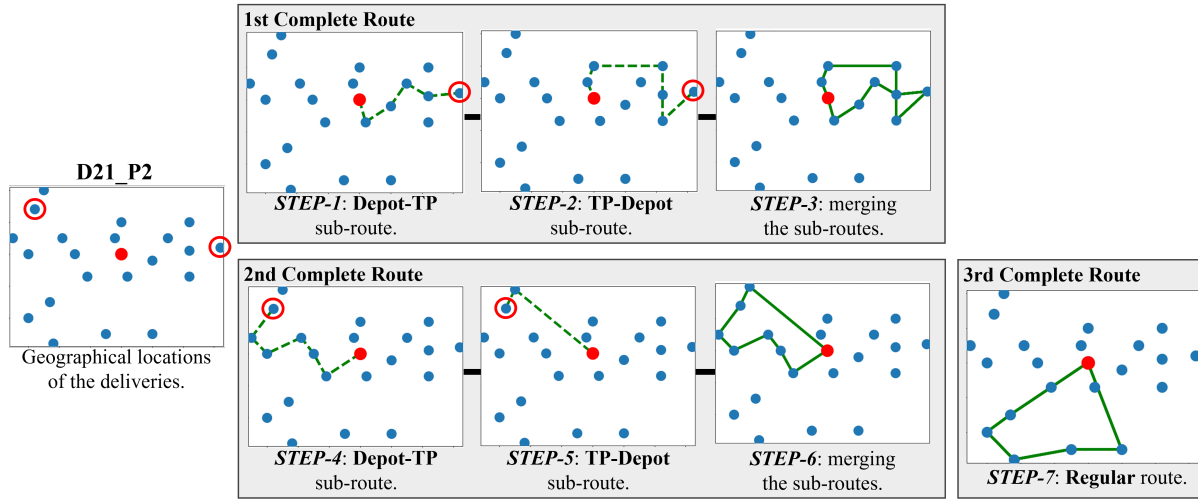 D21_P2
Geographical locations
of the deliveries.
1st Complete Route
STEP-1: Depot-TP
sub-route.
STEP-2: TP-Depot
sub-route.
STEP-3: merging
the sub-routes.
2nd Complete Route
STEP-4: Depot-TP
sub-route.
STEP-5: TP-Depot
sub-route.
STEP-6: merging
the sub-routes.
3rd Complete Route
STEP-7: Regular route.